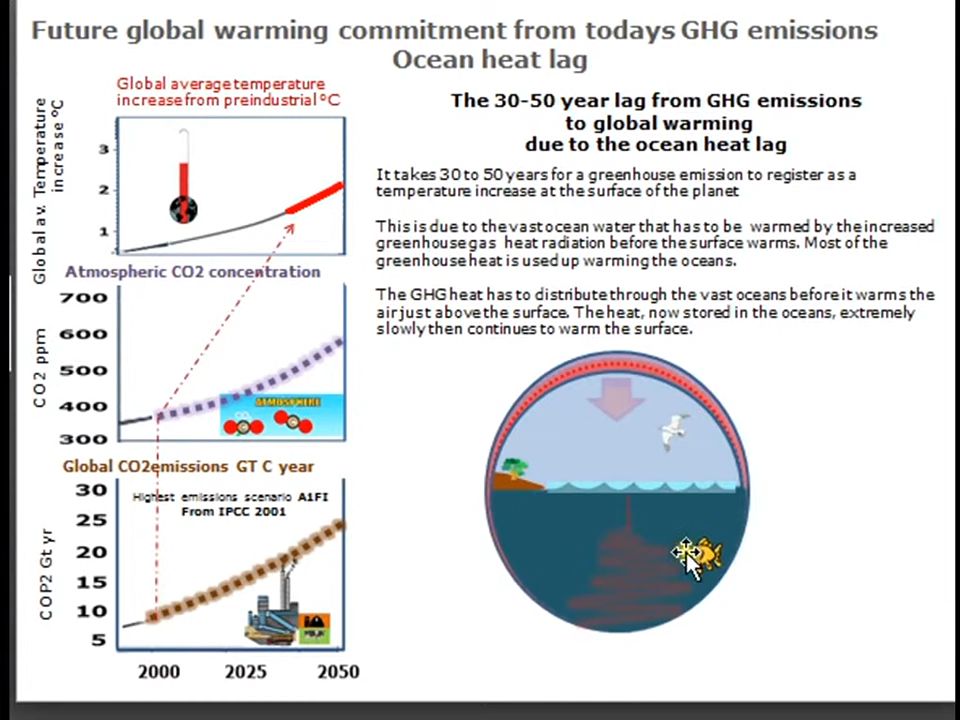 Future global warming commitment from todays GHG emissions
Ocean heat lag
Global average temperature
increase from preindustrial °C
Global av. Temperature
increase °C
3
2
1
The 30-50 year lag from GHG emissions
to global warming
due to the ocean heat lag
It takes 30 to 50 years for a greenhouse emission to register as a
temperature increase at the surface of the planet
This is due to the vast ocean water that has to be warmed by the increased
greenhouse gas heat radiation before the surface warms. Most of the
greenhouse heat is used up warming the oceans.
The GHG heat has to distribute through the vast oceans before it warms the
air just above the surface. The heat, now stored in the oceans, extremely
slowly then continues to warm the surface.
Atmospheric CO2 concentration
CO2 ppm
700
600
500
400
300
ATMOSPHERE
Global CO2emissions GT C year
COP2 Gt yr
30
25
20
15
10
5
Highest emissions scenario A1FI
From IPCC 2001
2000
2025
2050